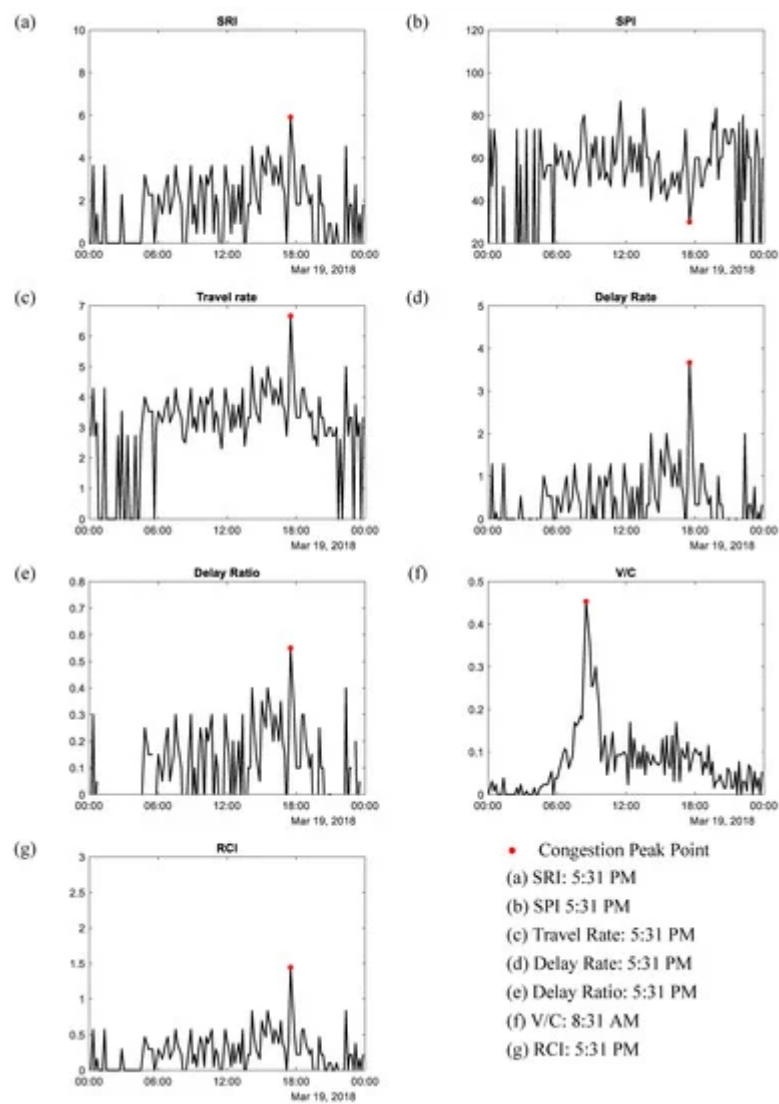 (a)
SRI
10
8
6
4
2
0
00:00 06:00 12:00 18:00 00:00
Mar 19, 2018
(b)
SPI
120
100
80
60
40
20
00:00 06:00 12:00 18:00 00:00
Mar 19, 2018
(c)
Travel rate
7
6
5
4
3
2
1
0
00:00 06:00 12:00 18:00 00:00
Mar 19, 2018
(d)
Delay Rate
5
4
3
2
1
0
00:00 06:00 12:00 18:00 00:00
Mar 19, 2018
(e)
Delay Ratio
0.8
0.7
0.6
0.5
0.4
0.3
0.2
0.1
0
00:00 06:00 12:00 18:00 00:00
Mar 19, 2018
(f)
V/C
0.5
0.4
0.3
0.2
0.1
0
00:00 06:00 12:00 18:00 00:00
Mar 19, 2018
(g)
RCI
3
2.5
2
1.5
1
0.5
0
00:00 06:00 12:00 18:00 00:00
Mar 19, 2018
Congestion Peak Point
(a) SRI: 5:31 PM
(b) SPI 5:31 PM
(c) Travel Rate: 5:31 PM
(d) Delay Rate: 5:31 PM
(e) Delay Ratio: 5:31 PM
(f) V/C: 8:31 AM
(g) RCI: 5:31 PM